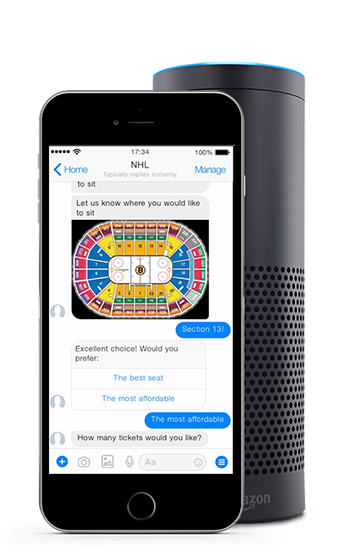 17:34
100%
Home
NHL
Manage
Typically replies instantly
to sit
Let us know where you would like
to sit
Section 13!
Excellent choice! Would you
prefer:
The best seat
The most affordable
The most affordable
How many tickets would you like?
Aa